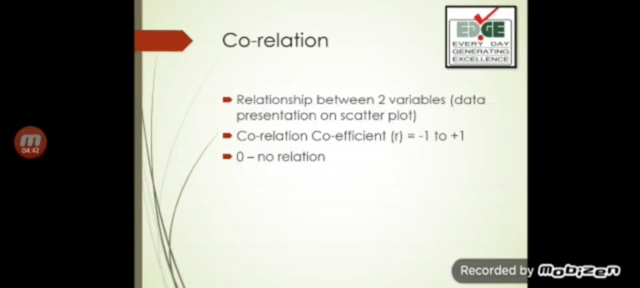 Co-relation
EDGE
EVERY DAY
GENERATING
EXCELLENCE
Relationship between 2 variables (data
presentation on scatter plot)
Co-relation Co-efficient (r) = -1 to +1
0 – no relation
m
04:42
Recorded by mobizen